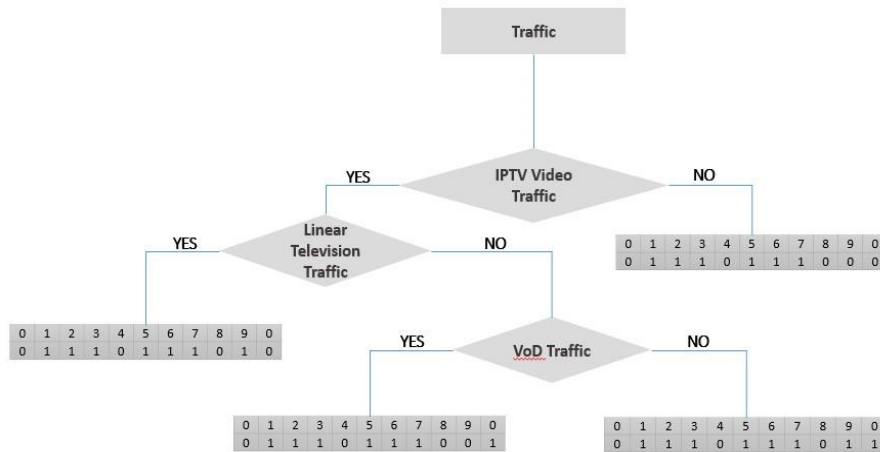 Traffic
IPTV Video
Traffic
YES
NO
Linear
Television
Traffic
YES
NO
0 1 2 3 4 5 6 7 8 9 0
0 1 1 1 0 1 1 1 0 0 0
0 1 2 3 4 5 6 7 8 9 0
0 1 1 1 0 1 1 1 0 1 0
YES
VoD Traffic
NO
0 1 2 3 4 5 6 7 8 9 0
0 1 1 1 0 1 1 1 0 0 1
0 1 2 3 4 5 6 7 8 9 0
0 1 1 1 0 1 1 1 0 1 1